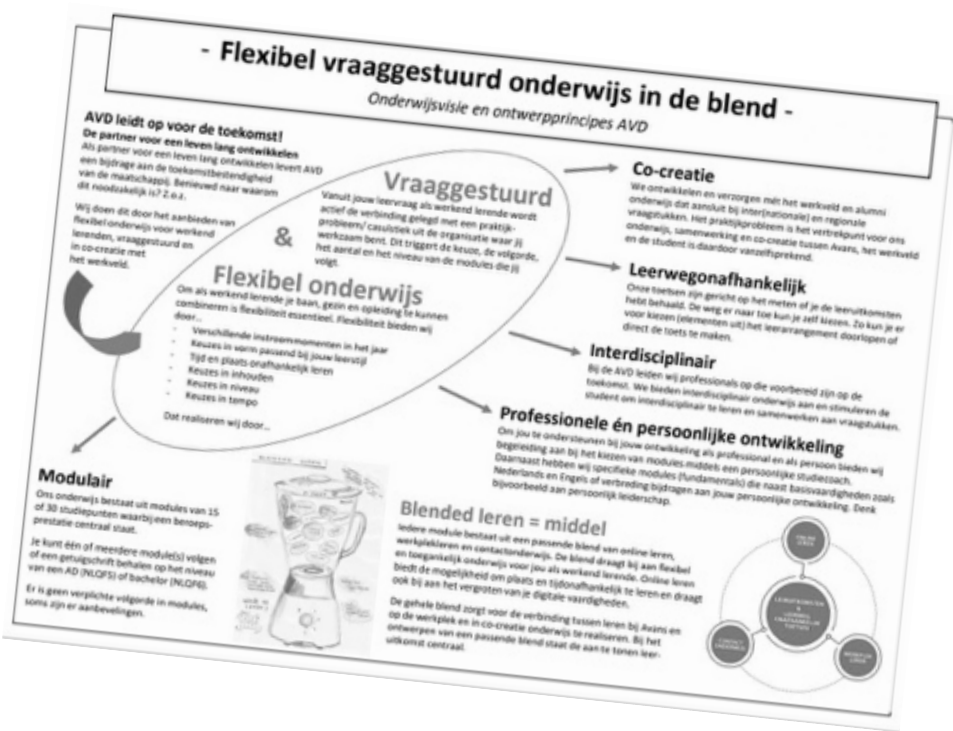 - Flexibel vraaggestuurd onderwijs in de blend -
Onderwijsvisie en ontwerpprincipes AVD
AVD leidt op voor de toekomst!
De partner voor een leven lang ontwikkelen
Als partner voor een leven lang ontwikkelen levert AVD
een bijdrage aan de toekomstbestendigheid
van de maatschappij. Benieuwd naar waarom
dit noodzakelijk is? Z.o.z.
Wij doen dit door het aanbieden van
flexibel onderwijs voor werkend
lerenden, vraaggestuurd en
in co-creatie met
het werkveld.
Vraaggestuurd
Vanuit jouw leervraag als werkend lerende wordt
actief de verbinding gelegd met een praktijk-
probleem/ casuïstiek uit de organisatie waar jij
werkzaam bent. Dit triggert de keuze, de volgorde,
het aantal en het niveau van de modules die jij
volgt.
&
Flexibel onderwijs
Om als werkend lerende je baan, gezin en opleiding te kunnen
combineren is flexibiliteit essentieel. Flexibiliteit bieden wij
door...
- Verschillende instroommomenten in het jaar
- Keuzes in vorm passend bij jouw leerstijl
- Tijd en plaats onafhankelijk leren
- Keuzes in inhouden
- Keuzes in niveau
- Keuzes in tempo
Dat realiseren wij door...
Co-creatie
We ontwikkelen en verzorgen mét het werkveld en alumni
onderwijs dat aansluit bij inter(nationale) en regionale
vraagstukken. Het praktijkprobleem is het vertrekpunt voor ons
onderwijs, samenwerking en co-creatie tussen Avans, het werkveld
en de student is daardoor vanzelfsprekend.
Leerwegonafhankelijk
Onze toetsen zijn gericht op het meten of je de leeruitkomsten
hebt behaald. De weg er naar toe kun je zelf kiezen. Zo kun je er
voor kiezen (elementen uit) het leerarrangement doorlopen of
direct de toets te maken.
Interdisciplinair
Bij de AVD leiden wij professionals op die voorbereid zijn op de
toekomst. We bieden interdisciplinair onderwijs aan en stimuleren de
student om interdisciplinair te leren en samenwerken aan vraagstukken.
Professionele én persoonlijke ontwikkeling
Om jou te ondersteunen bij jouw ontwikkeling als professional en als persoon bieden wij
begeleiding aan bij het kiezen van modules middels een persoonlijke studiecoach.
Daarnaast hebben wij specifieke modules (fundamentals) die naast basisvaardigheden zoals
Nederlands en Engels of verbreding bijdragen aan jouw persoonlijke ontwikkeling. Denk
bijvoorbeeld aan persoonlijk leiderschap.
Modulair
Ons onderwijs bestaat uit modules van 15
of 30 studiepunten waarbij een beroeps-
prestatie centraal staat.
Je kunt één of meerdere module(s) volgen
of een getuigschrift behalen op het niveau
van een AD (NLQF5) of bachelor (NLQF6).
Er is geen verplichte volgorde in modules,
soms zijn er aanbevelingen.
Blended leren = middel
Iedere module bestaat uit een passende blend van online leren,
werkplekleren en contactonderwijs. De blend draagt bij aan flexibel
en toegankelijk onderwijs voor jou als werkend lerende. Online leren
biedt de mogelijkheid om plaats en tijdonafhankelijk te leren en draagt
ook bij aan het vergroten van je digitale vaardigheden.
De gehele blend zorgt voor de verbinding tussen leren bij Avans en
op de werkplek en in co-creatie onderwijs te realiseren. Bij het
ontwerpen van een passende blend staat de aan te tonen leer-
uitkomst centraal.
ONLINE
LEREN
LEERUITKOMSTEN
&
LEERWEG
ONAFHANKELIJK
TOETSEN
CONTACT
ONDERWIJS
WERKPLEK
LEREN